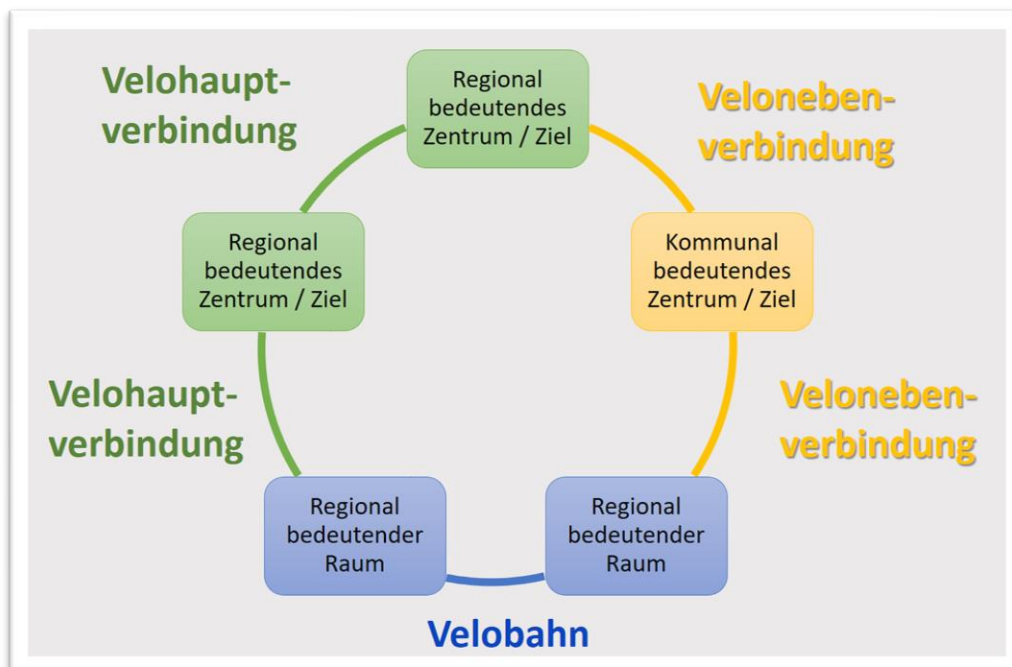 Velohaupt-
verbindung
Regional
bedeutendes
Zentrum / Ziel
Veloneben-
verbindung
Regional
bedeutendes
Zentrum / Ziel
Kommunal
bedeutendes
Zentrum / Ziel
Velohaupt-
verbindung
Veloneben-
verbindung
Regional
bedeutender
Raum
Regional
bedeutender
Raum
Velobahn